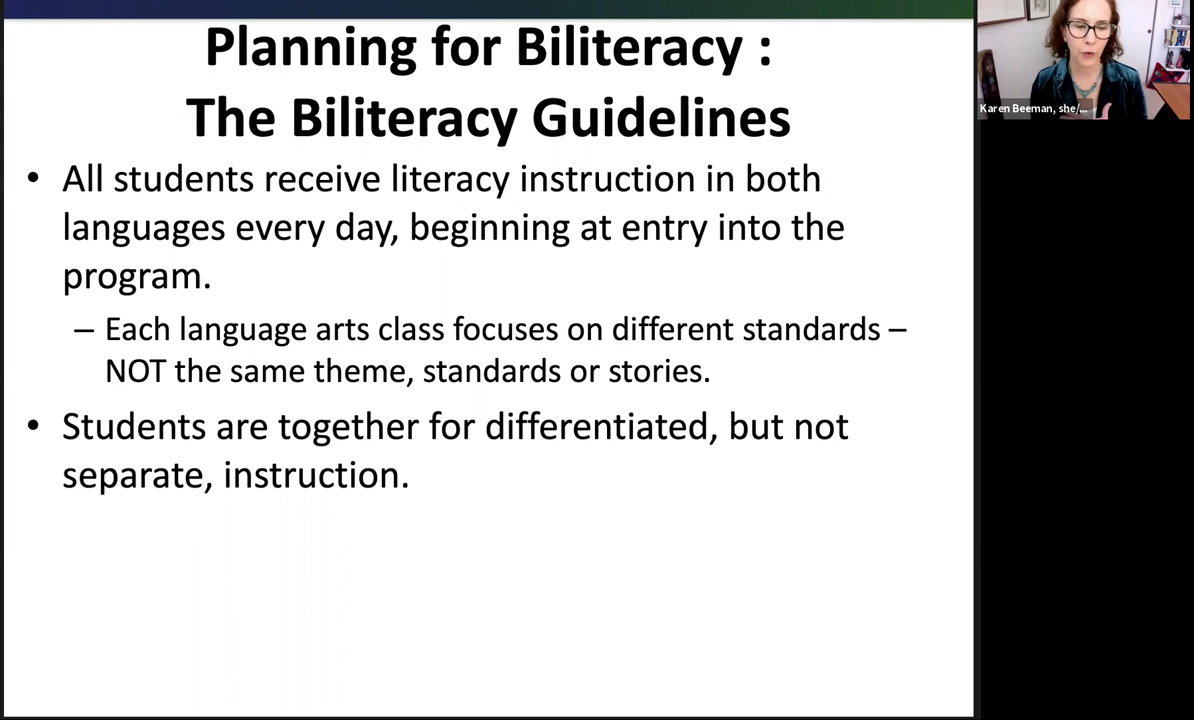 Planning for Biliteracy :
The Biliteracy Guidelines
• All students receive literacy instruction in both
languages every day, beginning at entry into the
program.
– Each language arts class focuses on different standards –
NOT the same theme, standards or stories.
• Students are together for differentiated, but not
separate, instruction.
Karen Beeman, she/...